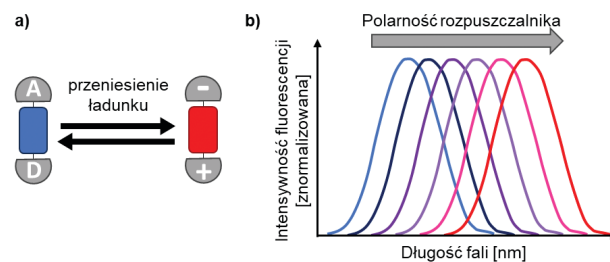 a)
A
D
przeniesienie
ładunku
-
+
b)
Polarność rozpuszczalnika
Intensywność fluorescencji
[znormalizowana]
Długość fali [nm]